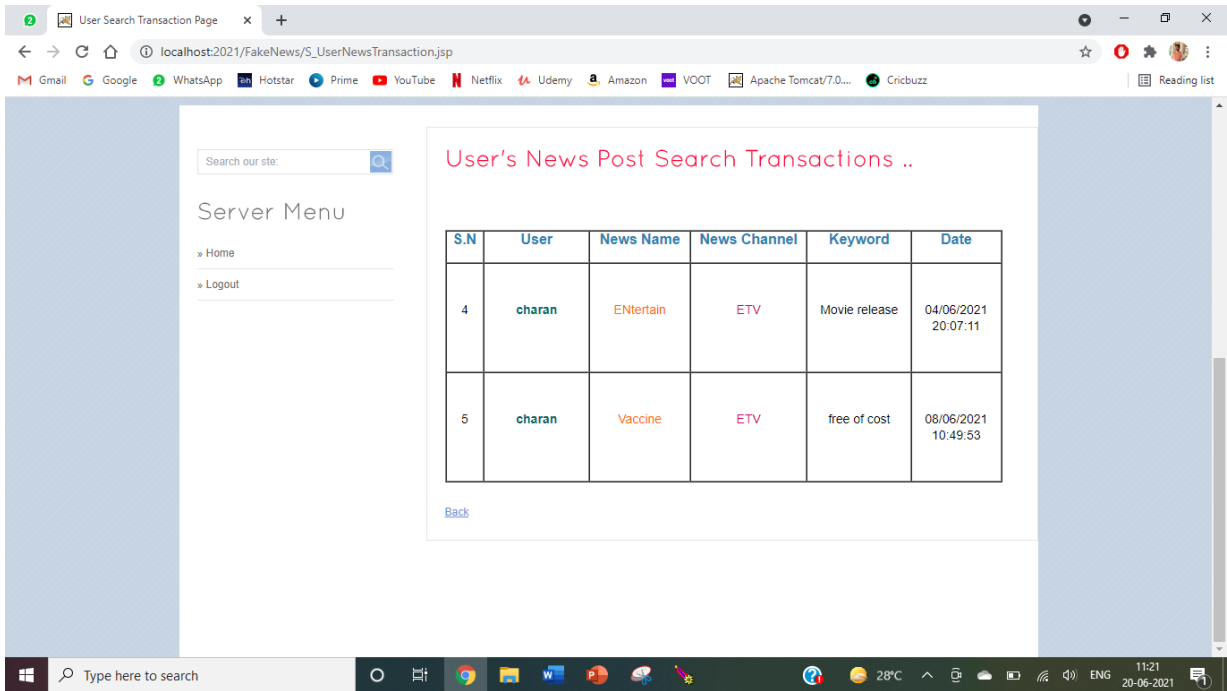 2
User Search Transaction Page
localhost:2021/FakeNews/S_UserNewsTransaction.jsp
Gmail Google 2 WhatsApp Hotstar Prime YouTube Netflix Udemy Amazon VOOT Apache Tomcat/7.0.... Cricbuzz Reading list
Search our ste:
Server Menu
» Home
» Logout
User's News Post Search Transactions ..
S.N User News Name News Channel Keyword Date
4 charan ENtertain ETV Movie release 04/06/2021
20:07:11
5 charan Vaccine ETV free of cost 08/06/2021
10:49:53
Back
Type here to search
28°C ENG
11:21
20-06-2021
1